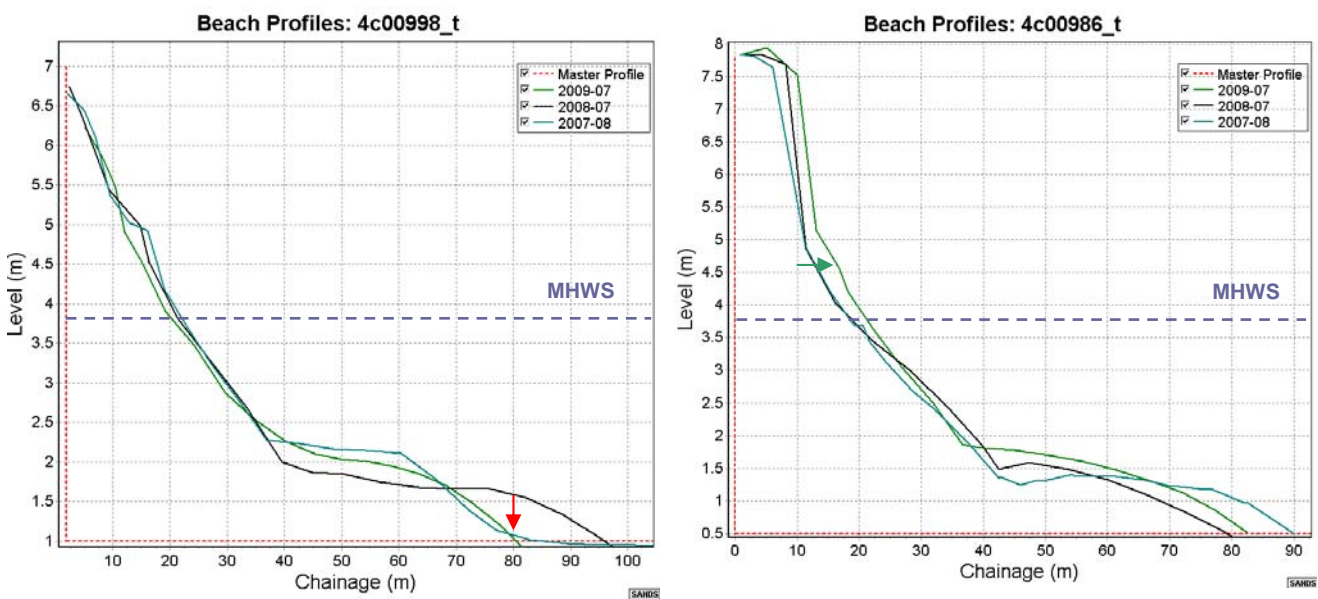 Beach Profiles: 4c00998_t
Master Profile
2009-07
2008-07
2007-08
7
6.5
6
5.5
5
4.5
4
3.5
3
2.5
2
1.5
1
Level (m)
MHWS
10 20 30 40 50 60 70 80 90 100
Chainage (m)
SANDS
Beach Profiles: 4c00986_t
Master Profile
2009-07
2008-07
2007-08
8
7.5
7
6.5
6
5.5
5
4.5
4
3.5
3
2.5
2
1.5
1
0.5
Level (m)
MHWS
0 10 20 30 40 50 60 70 80 90
Chainage (m)
SANDS